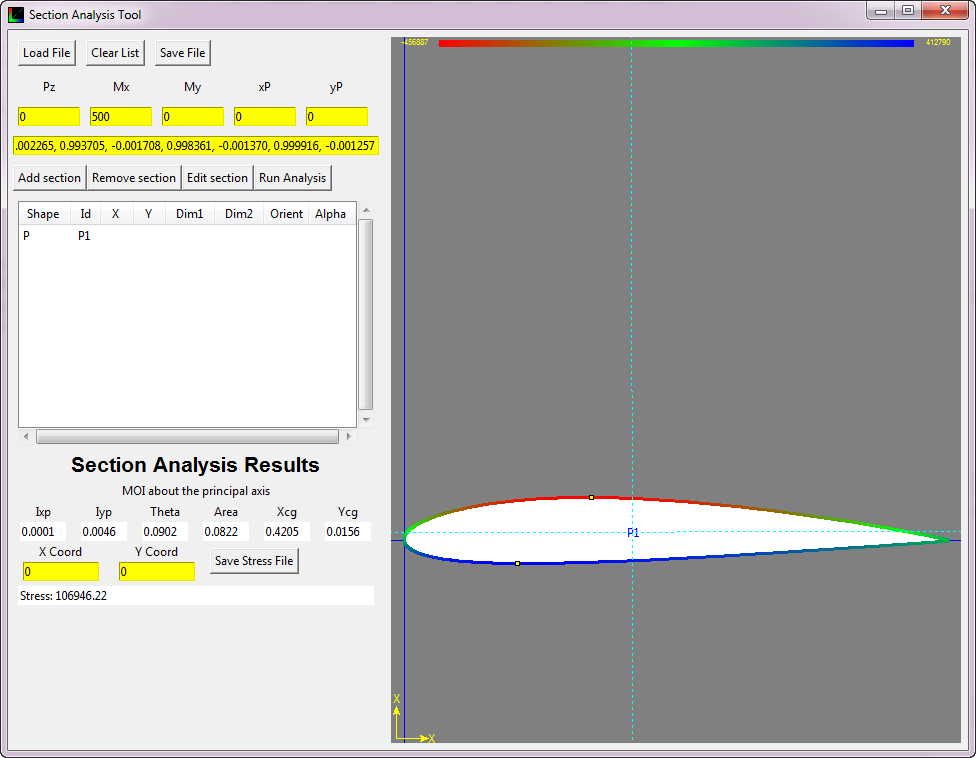 Section Analysis Tool
Load File Clear List Save File
Pz Mx My xP yP
0 500 0 0 0
.002265, 0.993705, -0.001708, 0.998361, -0.001370, 0.999916, -0.001257
Add section Remove section Edit section Run Analysis
Shape Id X Y Dim1 Dim2 Orient Alpha
P P1
Section Analysis Results
MOI about the principal axis
Ixp Iyp Theta Area Xcg Ycg
0.0001 0.0046 0.0902 0.0822 0.4205 0.0156
X Coord Y Coord
0 0 Save Stress File
Stress: 106946.22
-456887 412790
P1
X
X